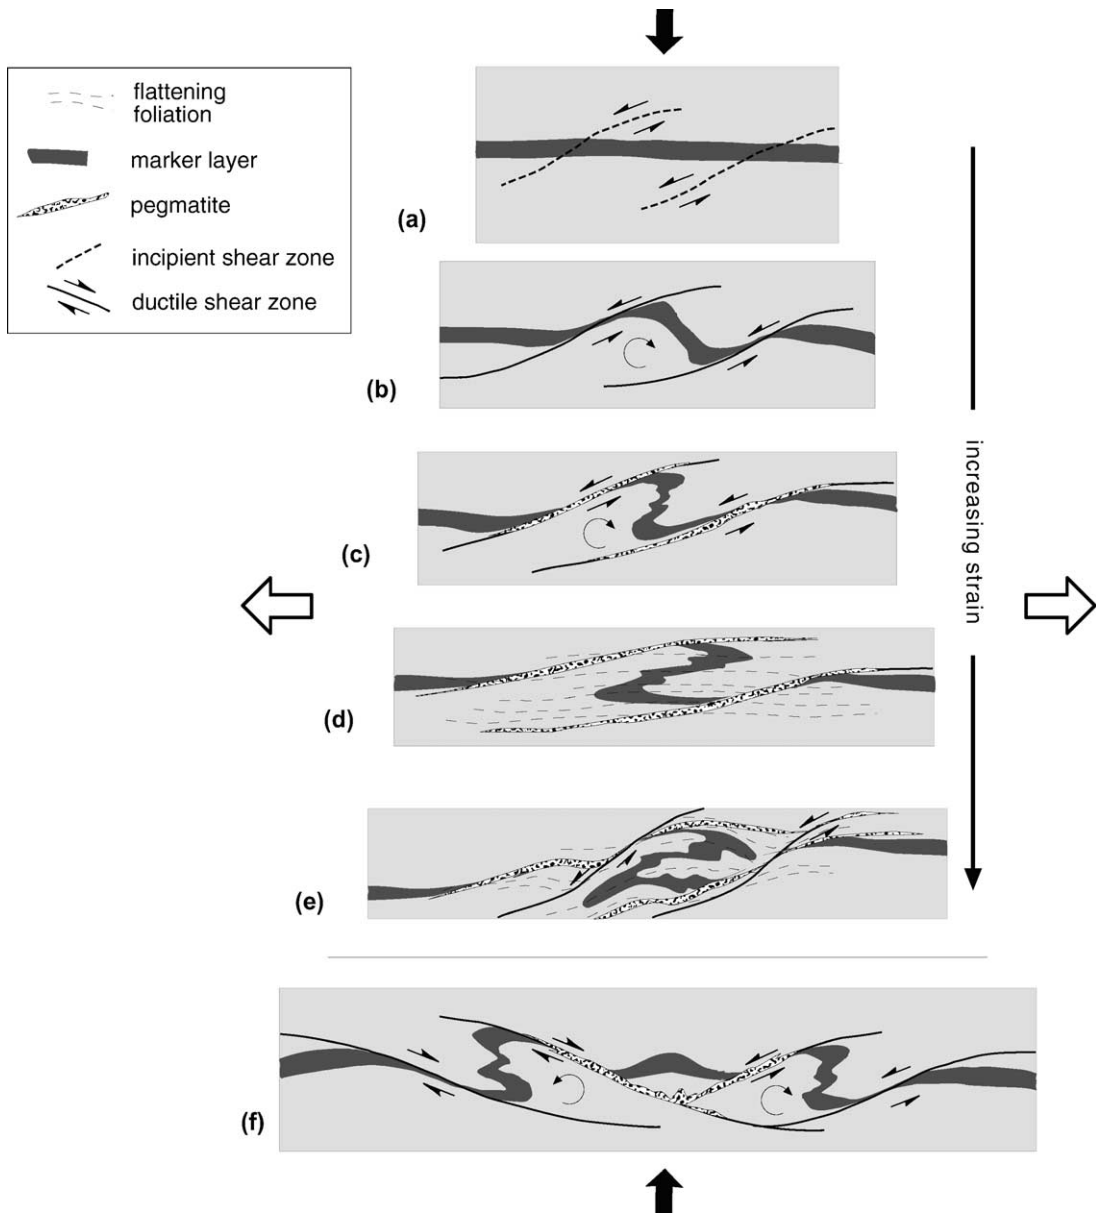 flattening
foliation
marker layer
pegmatite
incipient shear zone
ductile shear zone
(a)
(b)
(c)
(d)
(e)
(f)
increasing strain